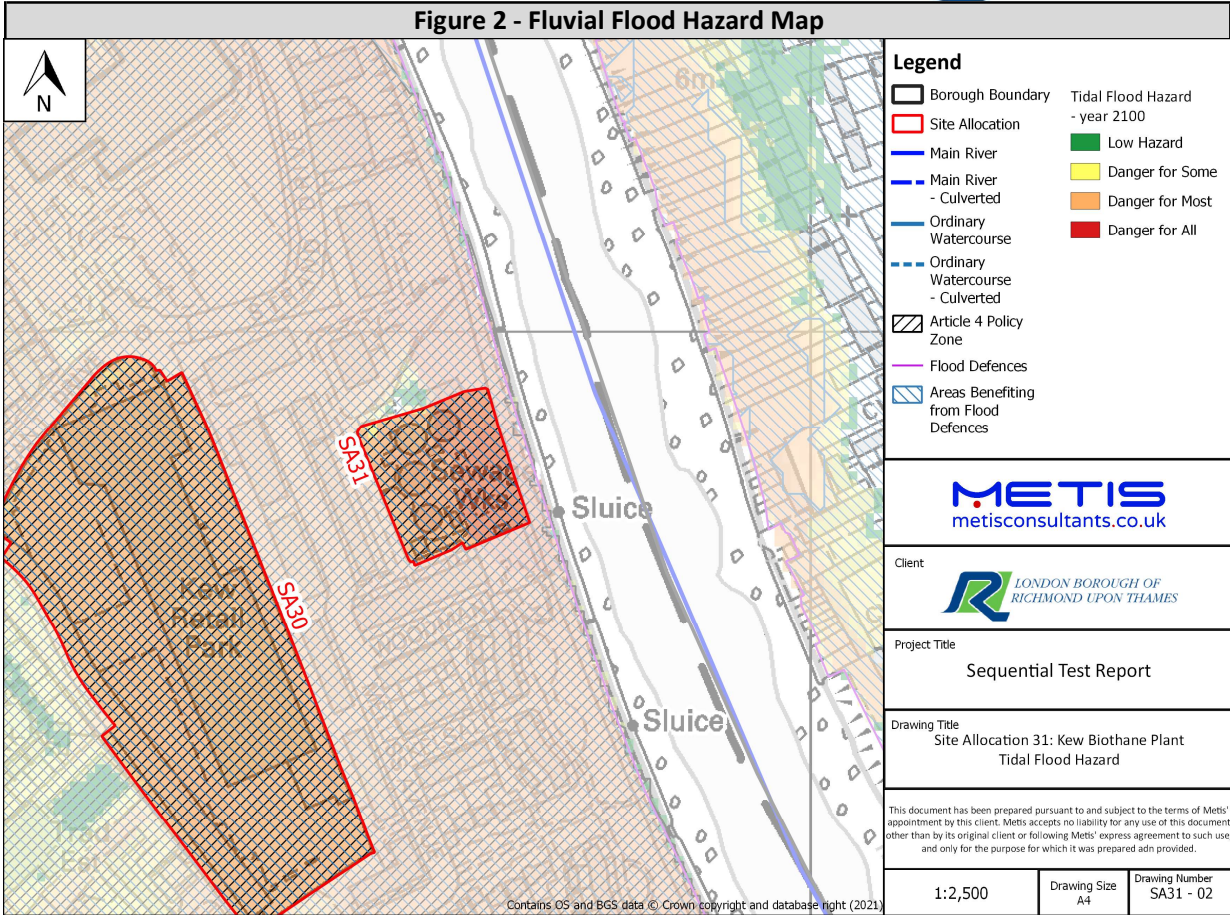 Figure 2 - Fluvial Flood Hazard Map
N
6m
SA31
Sewage
Wks
Sluice
SA30
Kew
Retail
Park
Sluice
Contains OS and BGS data © Crown copyright and database right (2021)
Legend
Borough Boundary
Site Allocation
Main River
Main River
- Culverted
Ordinary
Watercourse
Ordinary
Watercourse
- Culverted
Article 4 Policy
Zone
Flood Defences
Areas Benefiting
from Flood
Defences
Tidal Flood Hazard
- year 2100
Low Hazard
Danger for Some
Danger for Most
Danger for All
METIS
metisconsultants.co.uk
Client
LONDON BOROUGH OF
RICHMOND UPON THAMES
Project Title
Sequential Test Report
Drawing Title
Site Allocation 31: Kew Biothane Plant
Tidal Flood Hazard
This document has been prepared pursuant to and subject to the terms of Metis'
appointment by this client. Metis accepts no liability for any use of this document
other than by its original client or following Metis' express agreement to such use,
and only for the purpose for which it was prepared adn provided.
1:2,500
Drawing Size
A4
Drawing Number
SA31 - 02